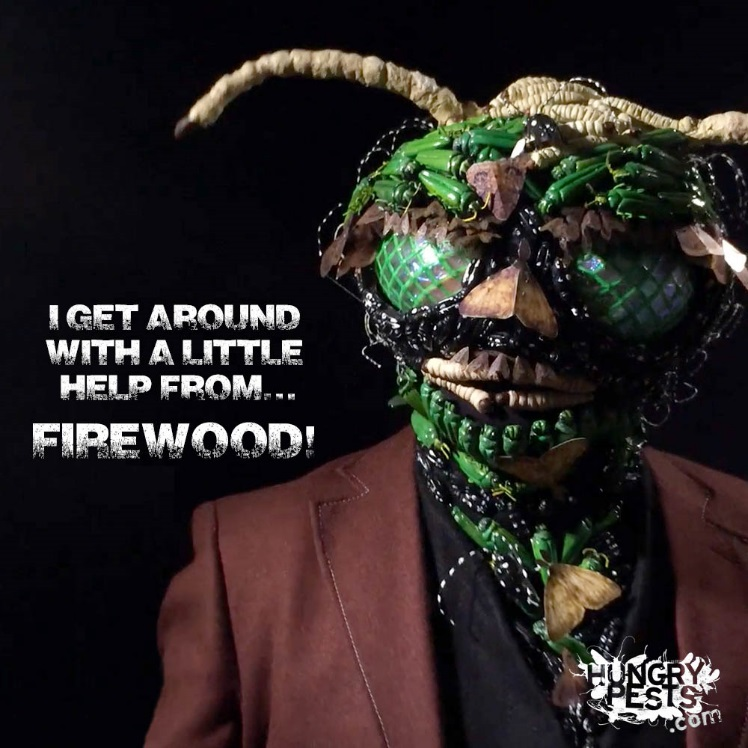 I GET AROUND
WITH A LITTLE
HELP FROM...
FIREWOOD!
HUNGRY
PESTS
.com